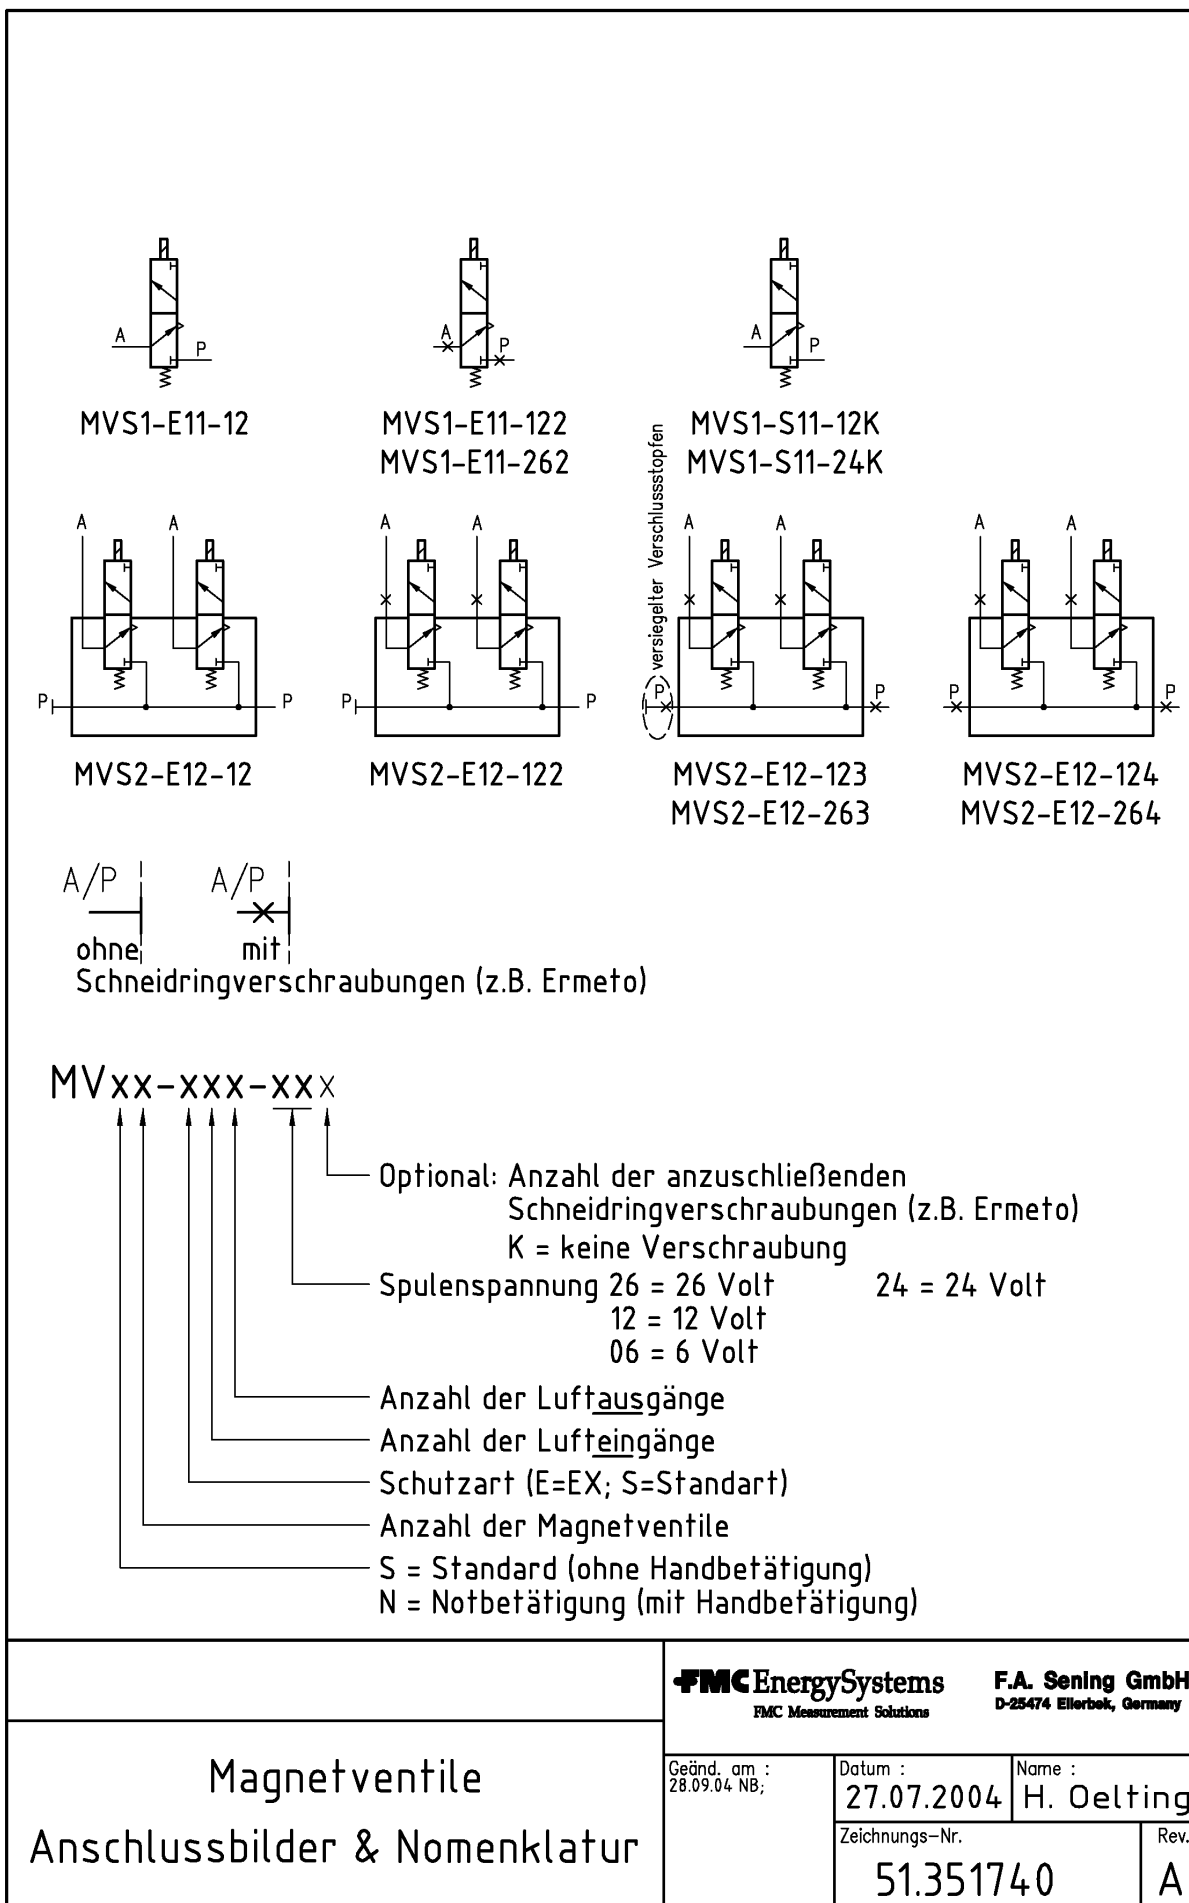 A
P
A
P
A
P
MVS1-E11-12
MVS1-E11-122
MVS1-E11-262
MVS1-S11-12K
MVS1-S11-24K
versiegelter Verschlussstopfen
A A
P P
A A
P P
A A
P P
A A
P P
MVS2-E12-12
MVS2-E12-122
MVS2-E12-123
MVS2-E12-263
MVS2-E12-124
MVS2-E12-264
A/P A/P
ohne mit
Schneidringverschraubungen (z.B. Ermeto)
MVxx-xxx-xxx
Optional: Anzahl der anzuschließenden
Schneidringverschraubungen (z.B. Ermeto)
K = keine Verschraubung
Spulenspannung 26 = 26 Volt 24 = 24 Volt
12 = 12 Volt
06 = 6 Volt
Anzahl der Luftausgänge
Anzahl der Lufteingänge
Schutzart (E=EX; S=Standart)
Anzahl der Magnetventile
S = Standard (ohne Handbetätigung)
N = Notbetätigung (mit Handbetätigung)
FMC EnergySystems
FMC Measurement Solutions
F.A. Sening GmbH
D-25474 Ellerbek, Germany
Magnetventile
Anschlussbilder & Nomenklatur
Geänd. am :
28.09.04 NB;
Datum :
27.07.2004
Name :
H. Oelting
Zeichnungs-Nr.
51.351740
Rev.
A